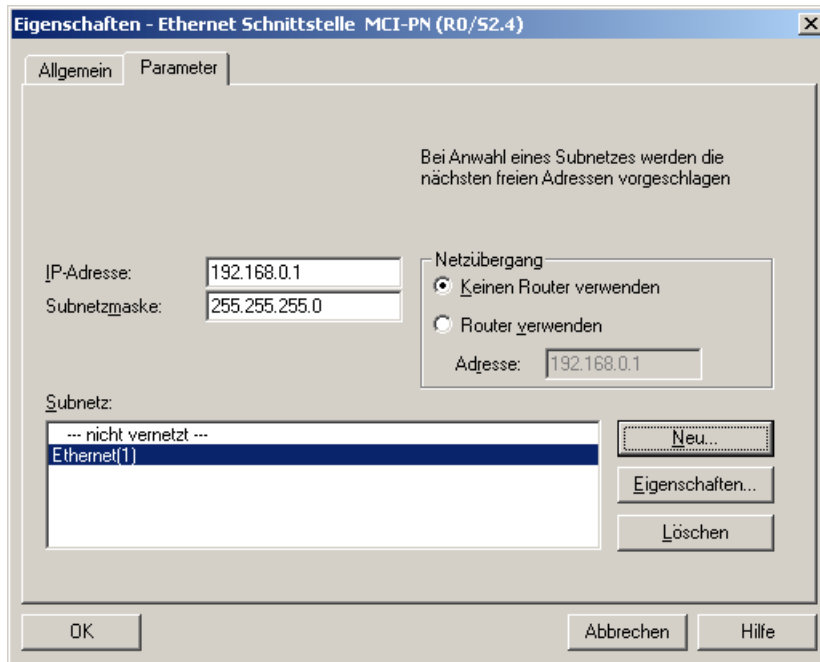 Eigenschaften - Ethernet Schnittstelle MCI-PN (R0/S2.4)
Allgemein
Parameter
Bei Anwahl eines Subnetzes werden die
nächsten freien Adressen vorgeschlagen
IP-Adresse:
192.168.0.1
Subnetzmaske:
255.255.255.0
Netzübergang
Keinen Router verwenden
Router verwenden
Adresse:
192.168.0.1
Subnetz:
--- nicht vernetzt ---
Ethernet(1)
Neu...
Eigenschaften...
Löschen
OK
Abbrechen
Hilfe